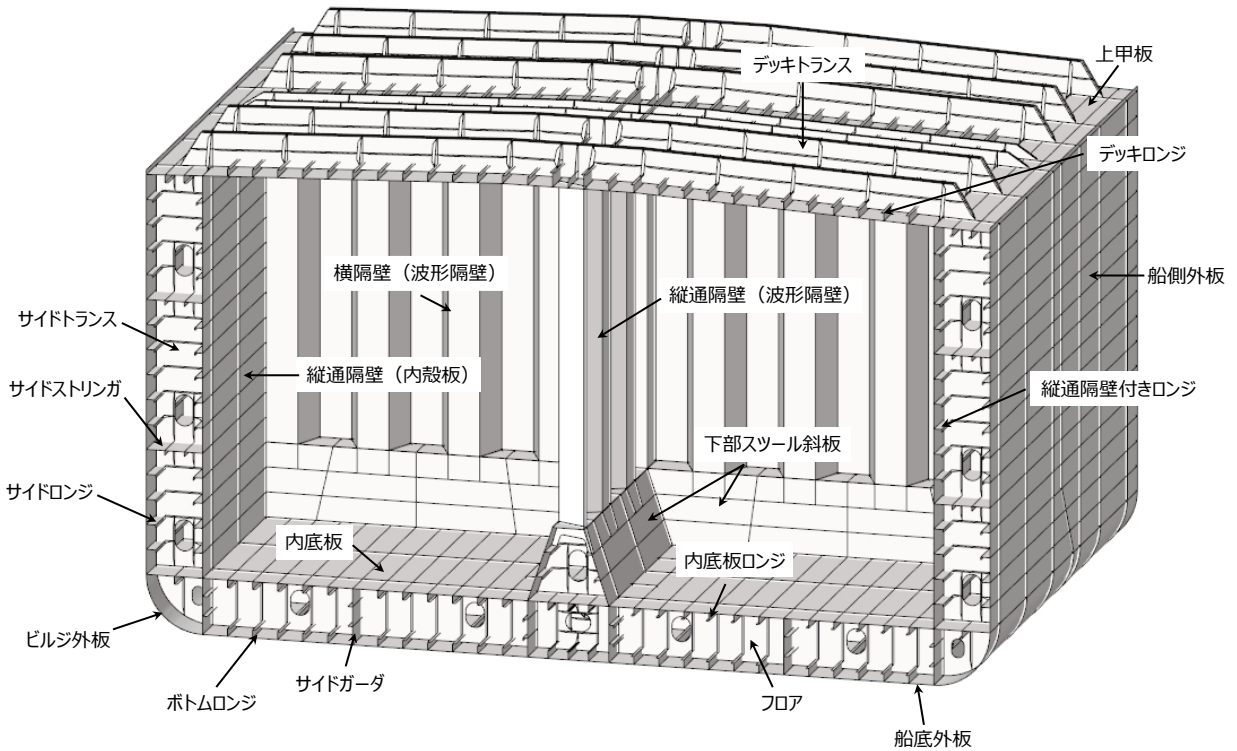 上甲板
デッキトランス
デッキロンジ
横隔壁（波形隔壁）
船側外板
縦通隔壁（波形隔壁）
サイドトランス
縦通隔壁（内殻板）
サイドストリンガ
縦通隔壁付きロンジ
下部スツール斜板
サイドロンジ
内底板
内底板ロンジ
ビルジ外板
サイドガーダ
ボトムロンジ
フロア
船底外板